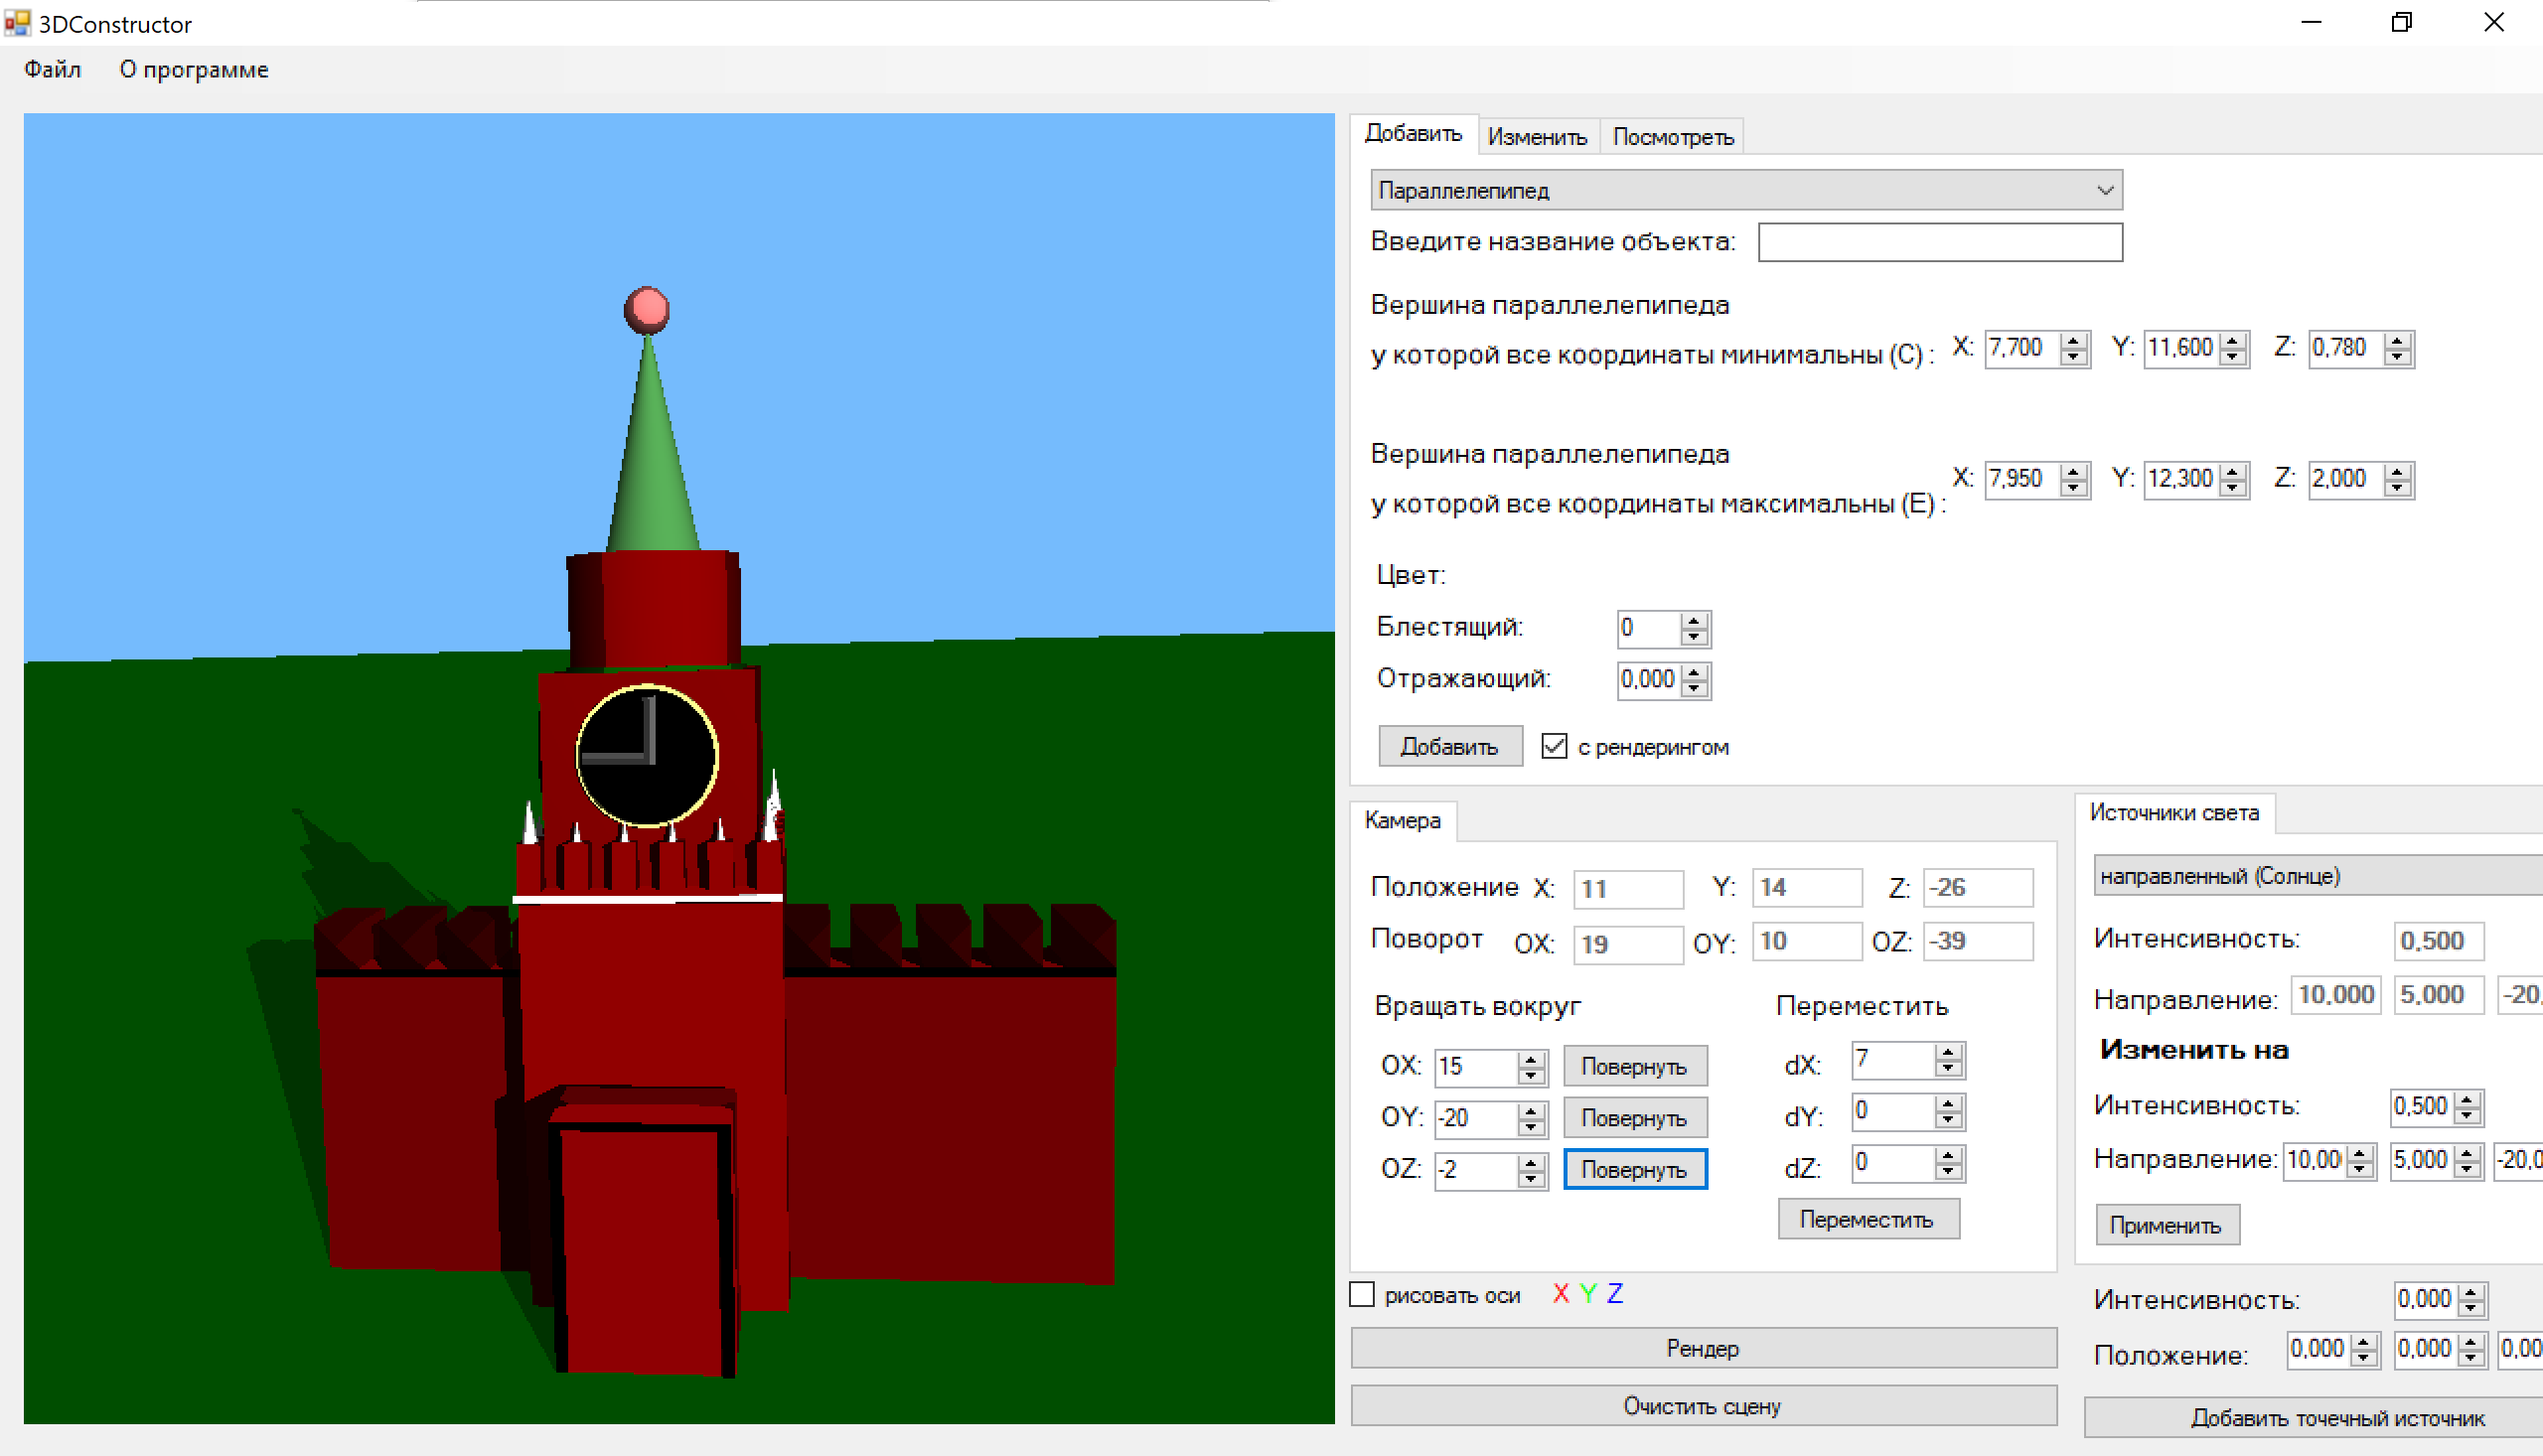 3DConstructor
Файл О программе
Добавить Изменить Посмотреть
Параллелепипед
Введите название объекта:
Вершина параллелепипеда
у которой все координаты минимальны (C) : X: 7,700 Y: 11,600 Z: 0,780
Вершина параллелепипеда
у которой все координаты максимальны (E) : X: 7,950 Y: 12,300 Z: 2,000
Цвет:
Блестящий: 0
Отражающий: 0,000
Добавить с рендерингом
Камера
Положение X: 11 Y: 14 Z: -26
Поворот OX: 19 OY: 10 OZ: -39
Вращать вокруг Переместить
OX: 15 Повернуть dX: 7
OY: -20 Повернуть dY: 0
OZ: -2 Повернуть dZ: 0
Переместить
рисовать оси X Y Z
Рендер
Очистить сцену
Источники света
направленный (Солнце)
Интенсивность: 0,500
Направление: 10,000 5,000 -20,
Изменить на
Интенсивность: 0,500
Направление: 10,00 5,000 -20,0
Применить
Интенсивность: 0,000
Положение: 0,000 0,000 0,00
Добавить точечный источник